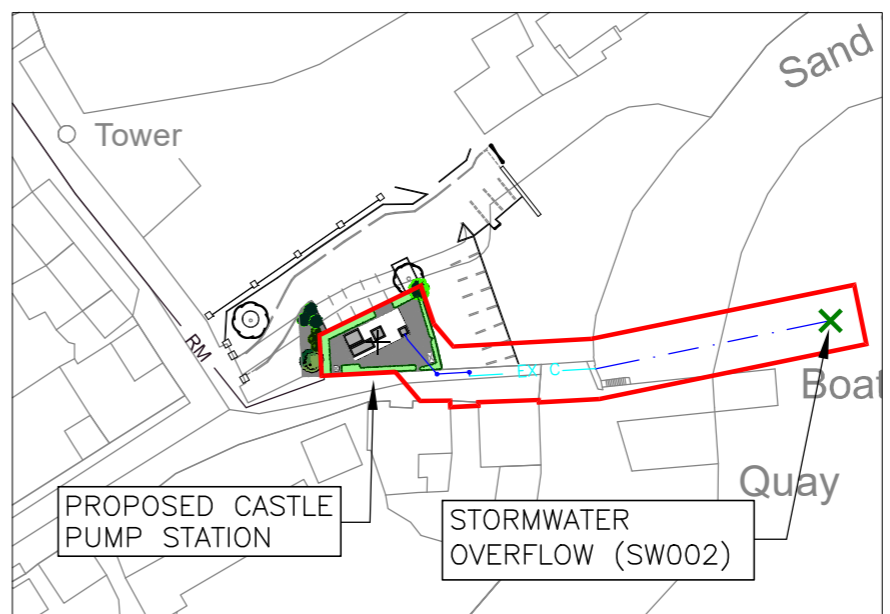 Sand
Tower
RM
EX C
Boat
Quay
PROPOSED CASTLE
PUMP STATION
STORMWATER
OVERFLOW (SW002)